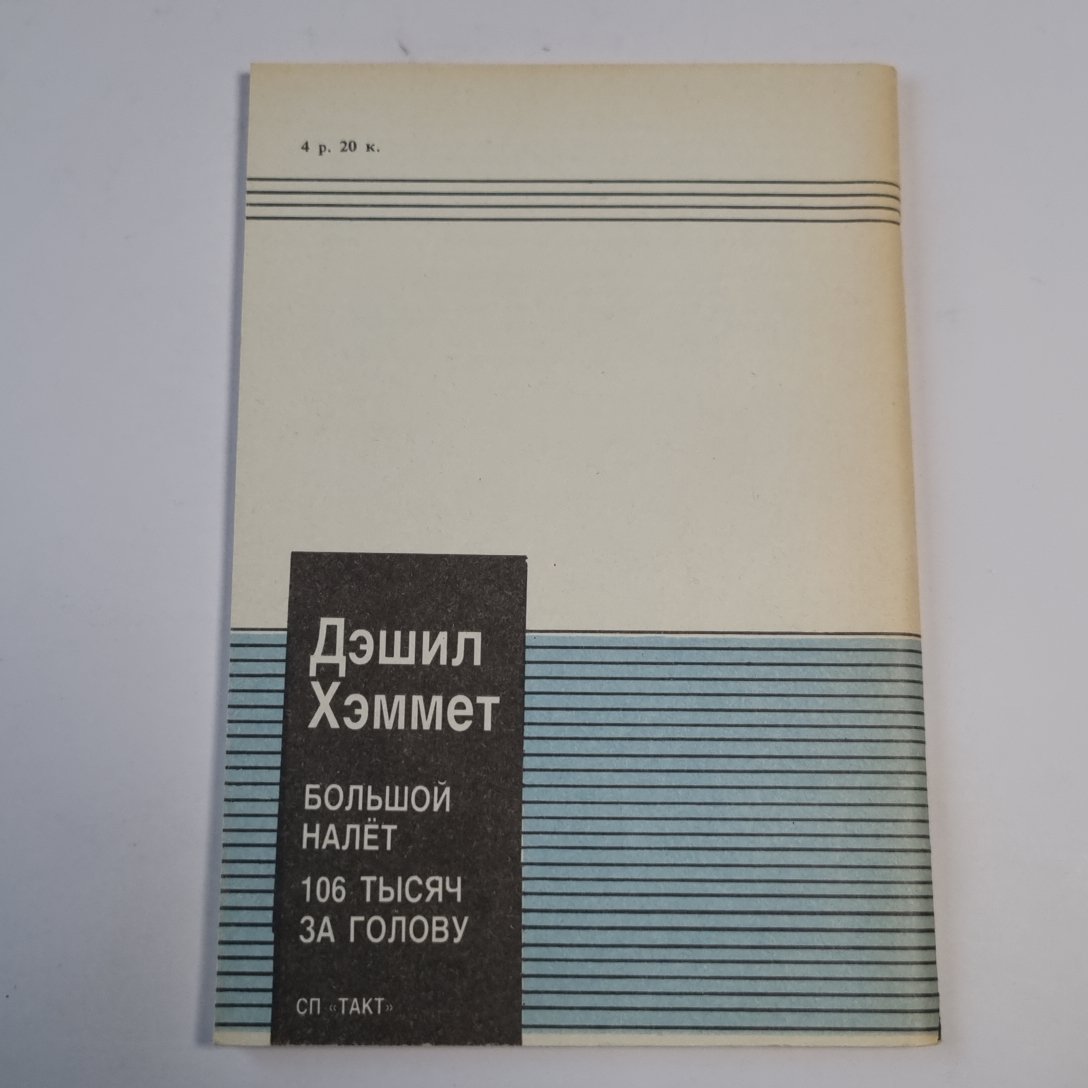 4 р. 20 к.
Дэшил
Хэммет
БОЛЬШОЙ
НАЛЁТ
106 ТЫСЯЧ
ЗА ГОЛОВУ
СП «ТАКТ»